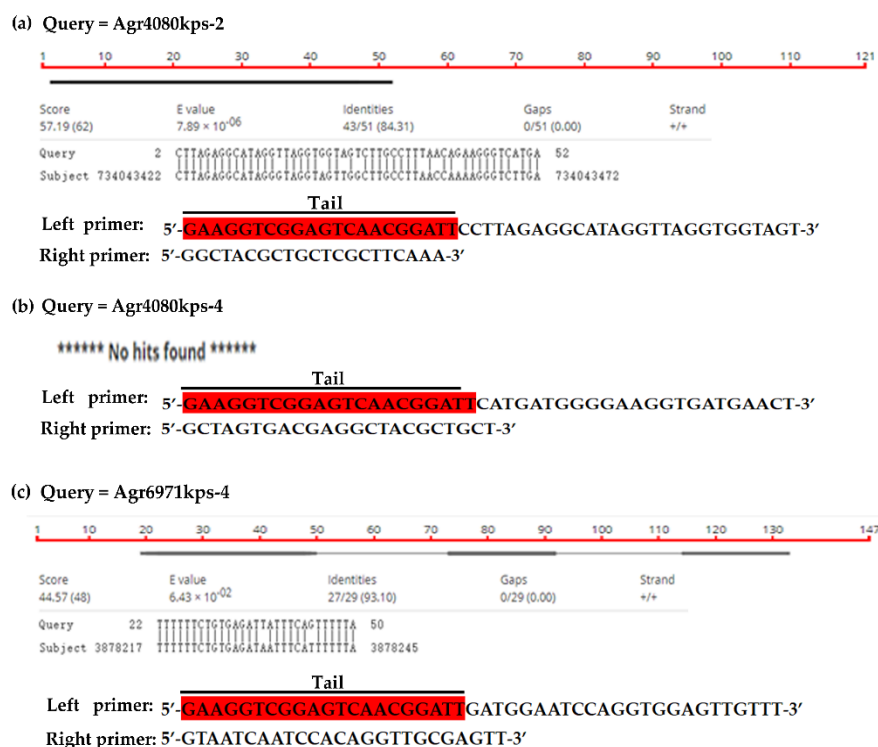 (a) Query = Agr4080kps-2
1 10 20 30 40 50 60 70 80 90 100 110 121
Score E value Identities Gaps Strand
57.19 (62) 7.89 × 10-06 43/51 (84.31) 0/51 (0.00) +/+
Query 2 CTTAGAGGCATAGGTTAGGTGGTAGTCTTGCCTTTAACAGAAGGGTCATGA 52
Subject 734043422 CTTAGAGGCATAGGGTAGGTAGTTGGCTTGCCTTAACCAAAAGGGTCTTGA 734043472
Tail
Left primer: 5′-GAAGGTCGGAGTCAACGGATTCCTTAGAGGCATAGGTTAGGTGGTAGT-3′
Right primer: 5′-GGCTACGCTGCTCGCTTCAAA-3′
(b) Query = Agr4080kps-4
****** No hits found ******
Tail
Left primer: 5′-GAAGGTCGGAGTCAACGGATTCATGATGGGGAAGGTGATGAACT-3′
Right primer: 5′-GCTAGTGACGAGGCTACGCTGCT-3′
(c) Query = Agr6971kps-4
1 10 20 30 40 50 60 70 80 90 100 110 120 130 147
Score E value Identities Gaps Strand
44.57 (48) 6.43 × 10-02 27/29 (93.10) 0/29 (0.00) +/+
Query 22 TTTTTTCTGTGAGATTATTTCAGTTTTTA 50
Subject 3878217 TTTTTTCTGTGAGATAATTTCATTTTTTA 3878245
Tail
Left primer: 5′-GAAGGTCGGAGTCAACGGATTGATGGAATCCAGGTGGAGTTGTTT-3′
Right primer: 5′-GTAATCAATCCACAGGTTGCGAGTT-3′